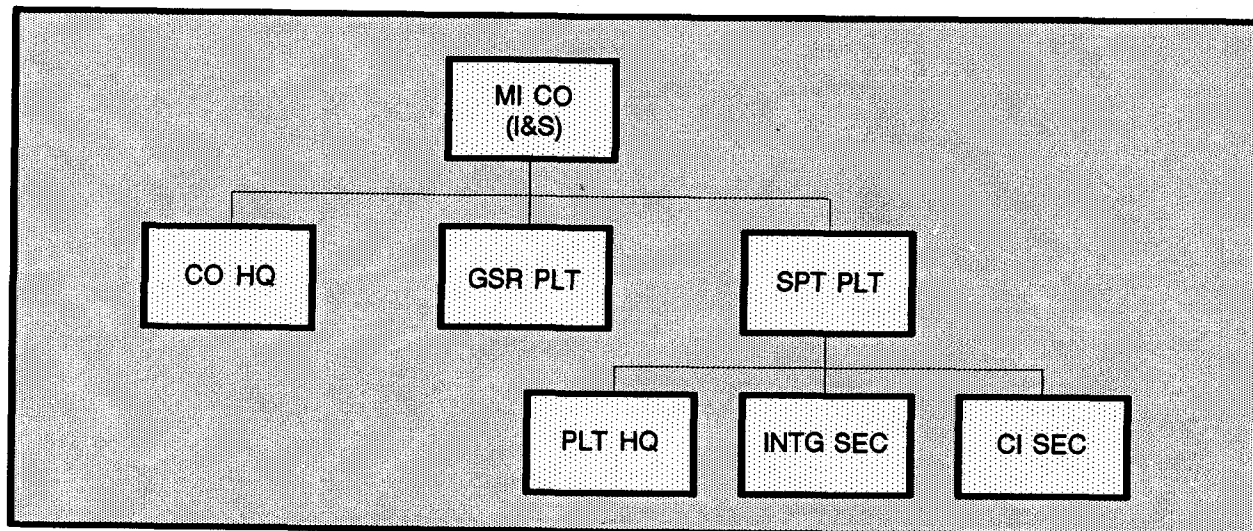 MI CO
(I&S)
CO HQ
GSR PLT
SPT PLT
PLT HQ
INTG SEC
CI SEC